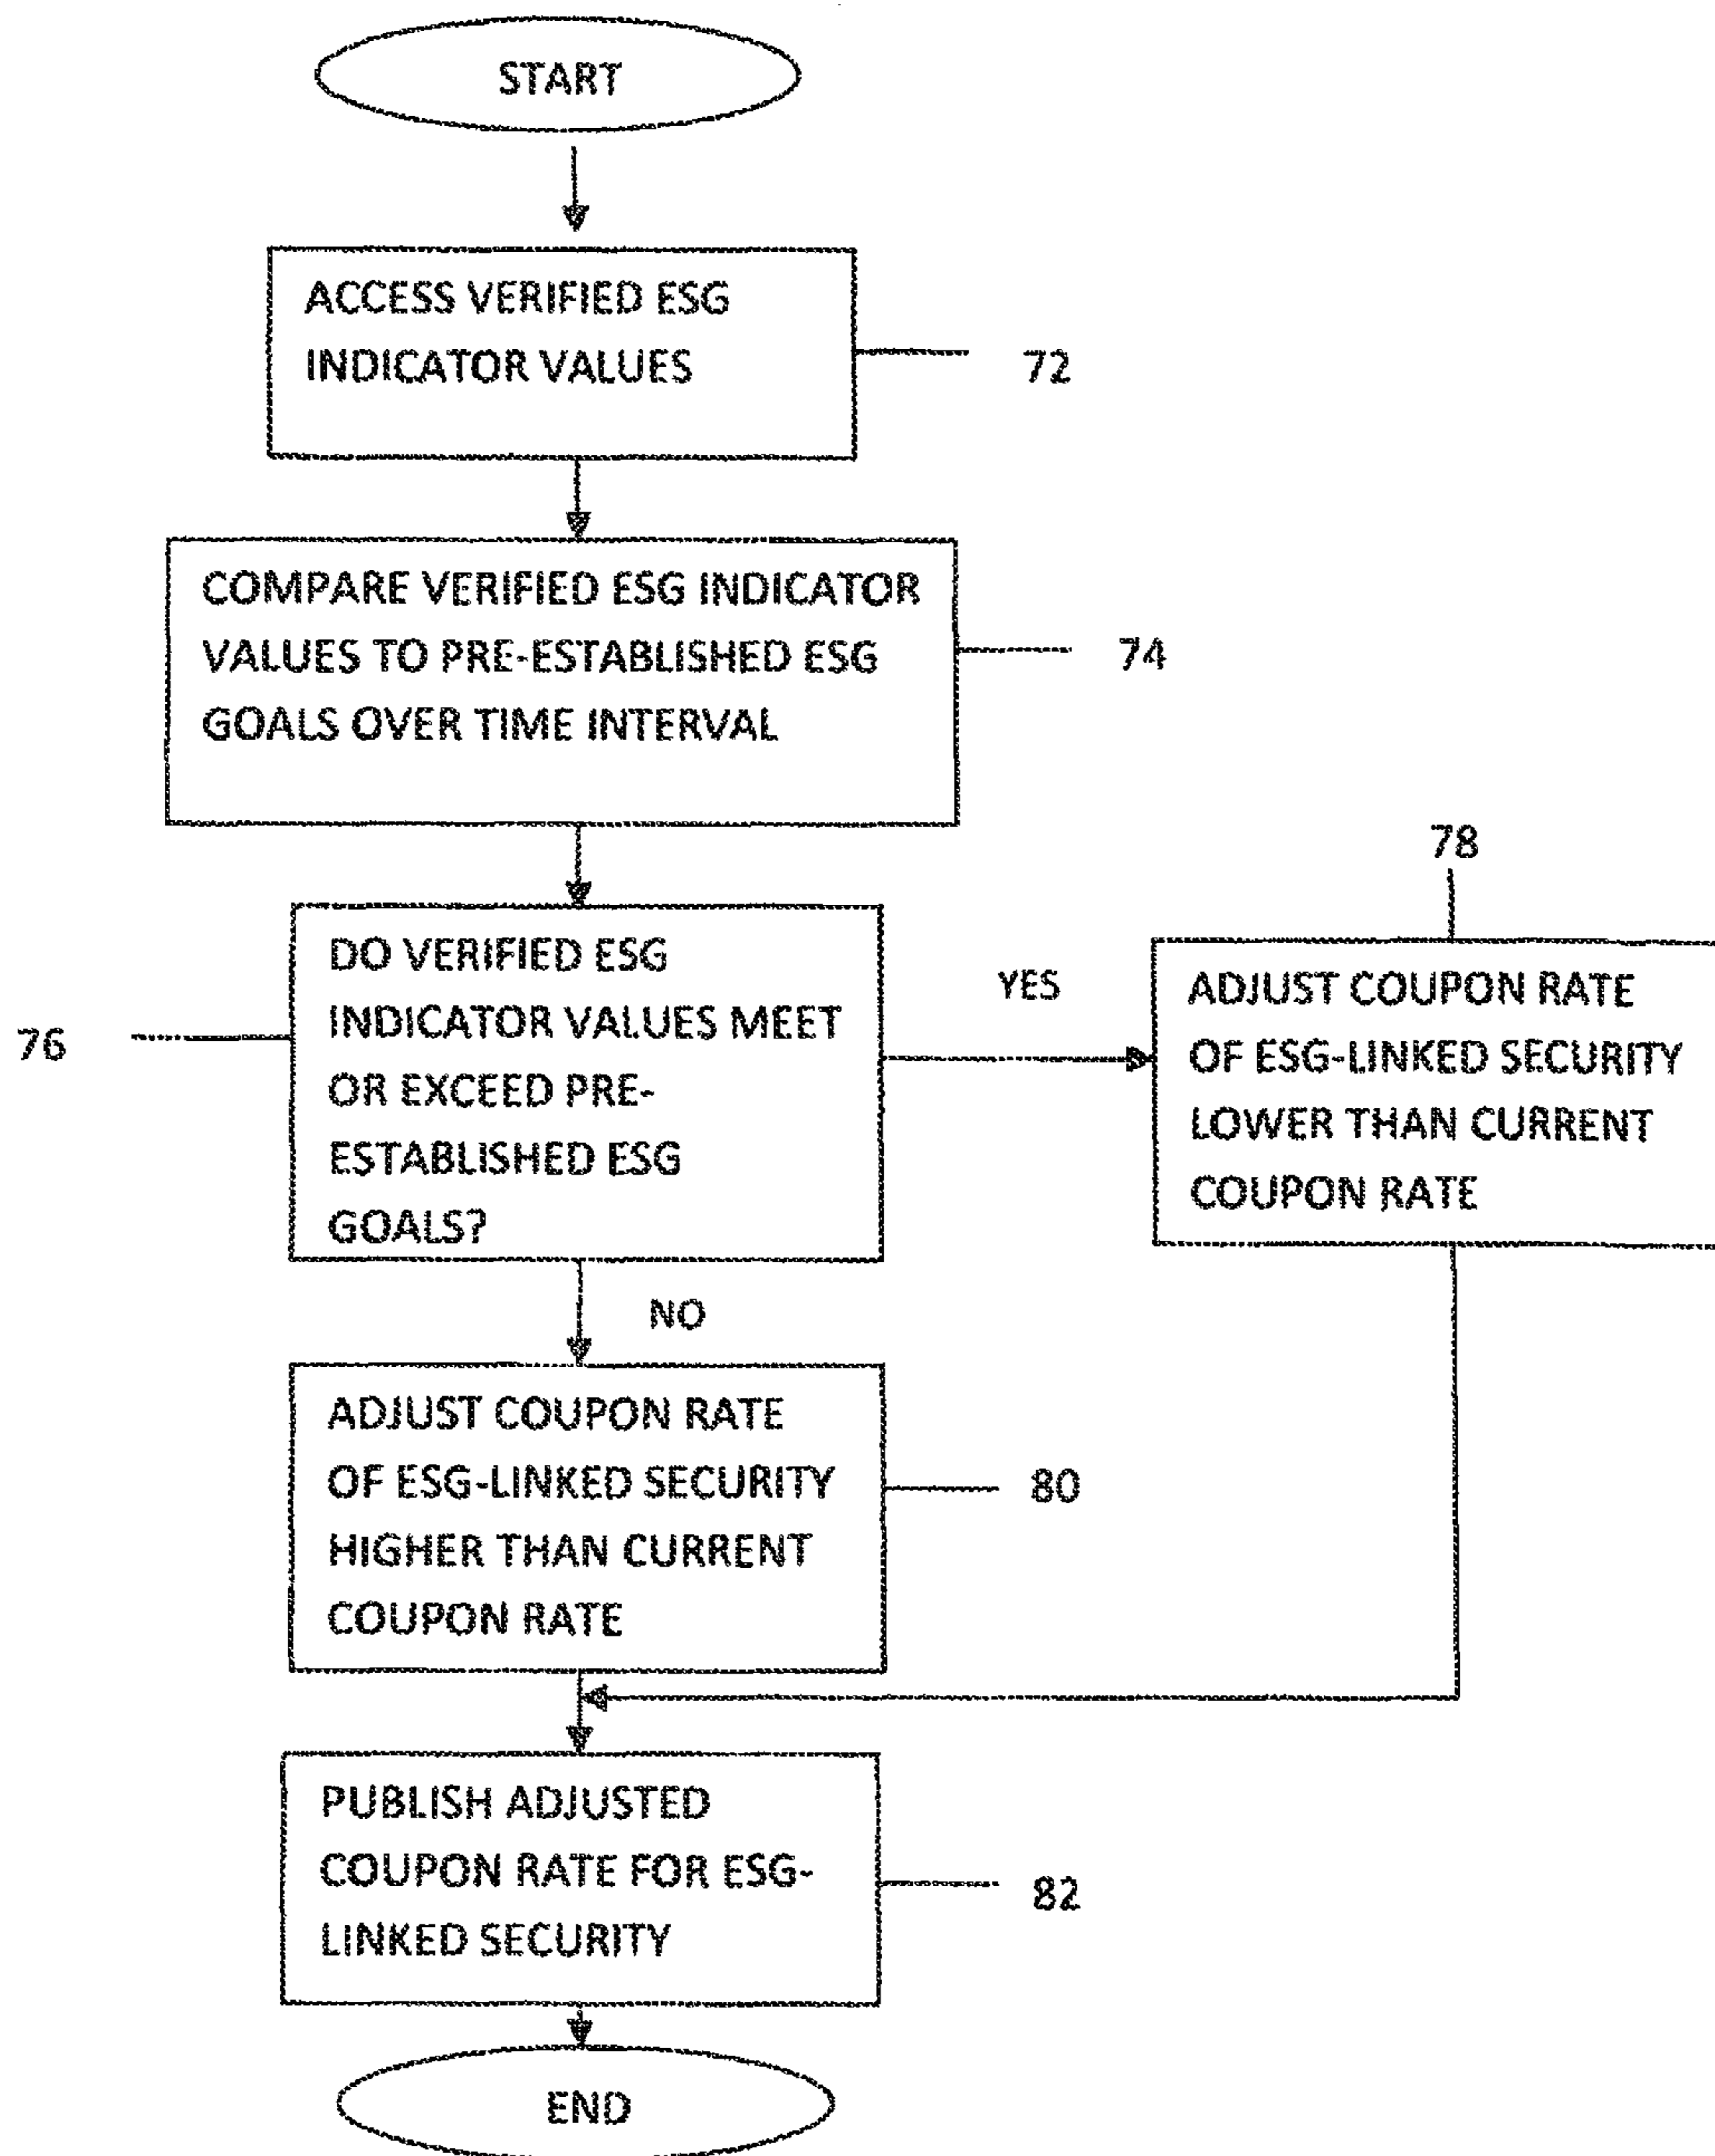 START
ACCESS VERIFIED ESG
INDICATOR VALUES
72
COMPARE VERIFIED ESG INDICATOR
VALUES TO PRE-ESTABLISHED ESG
GOALS OVER TIME INTERVAL
74
76
DO VERIFIED ESG
INDICATOR VALUES MEET
OR EXCEED PRE-
ESTABLISHED ESG
GOALS?
YES
78
ADJUST COUPON RATE
OF ESG-LINKED SECURITY
LOWER THAN CURRENT
COUPON RATE
NO
ADJUST COUPON RATE
OF ESG-LINKED SECURITY
HIGHER THAN CURRENT
COUPON RATE
80
PUBLISH ADJUSTED
COUPON RATE FOR ESG-
LINKED SECURITY
82
END